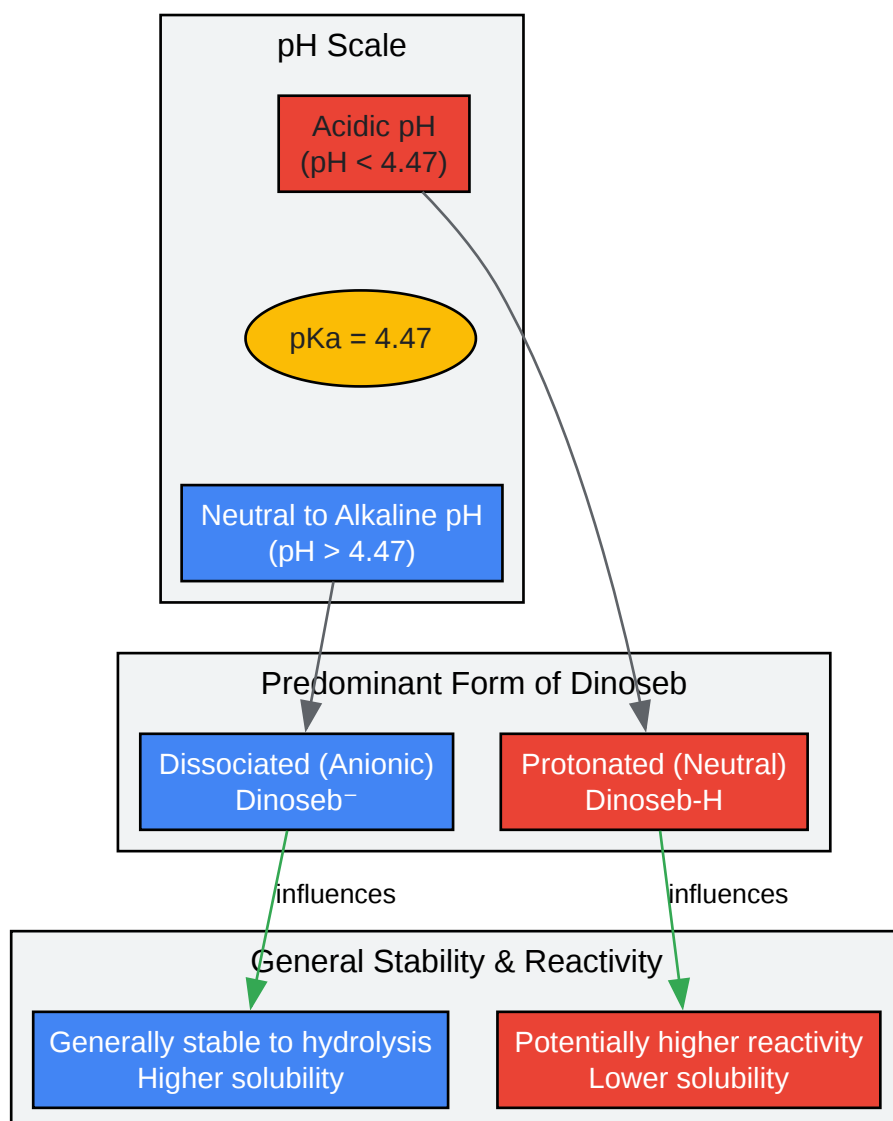 pH Scale
Acidic pH
(pH < 4.47)
pKa = 4.47
Neutral to Alkaline pH
(pH > 4.47)
Predominant Form of Dinoseb
Dissociated (Anionic)
Dinoseb⁻
Protonated (Neutral)
Dinoseb-H
influences
influences
General Stability & Reactivity
Generally stable to hydrolysis
Higher solubility
Potentially higher reactivity
Lower solubility